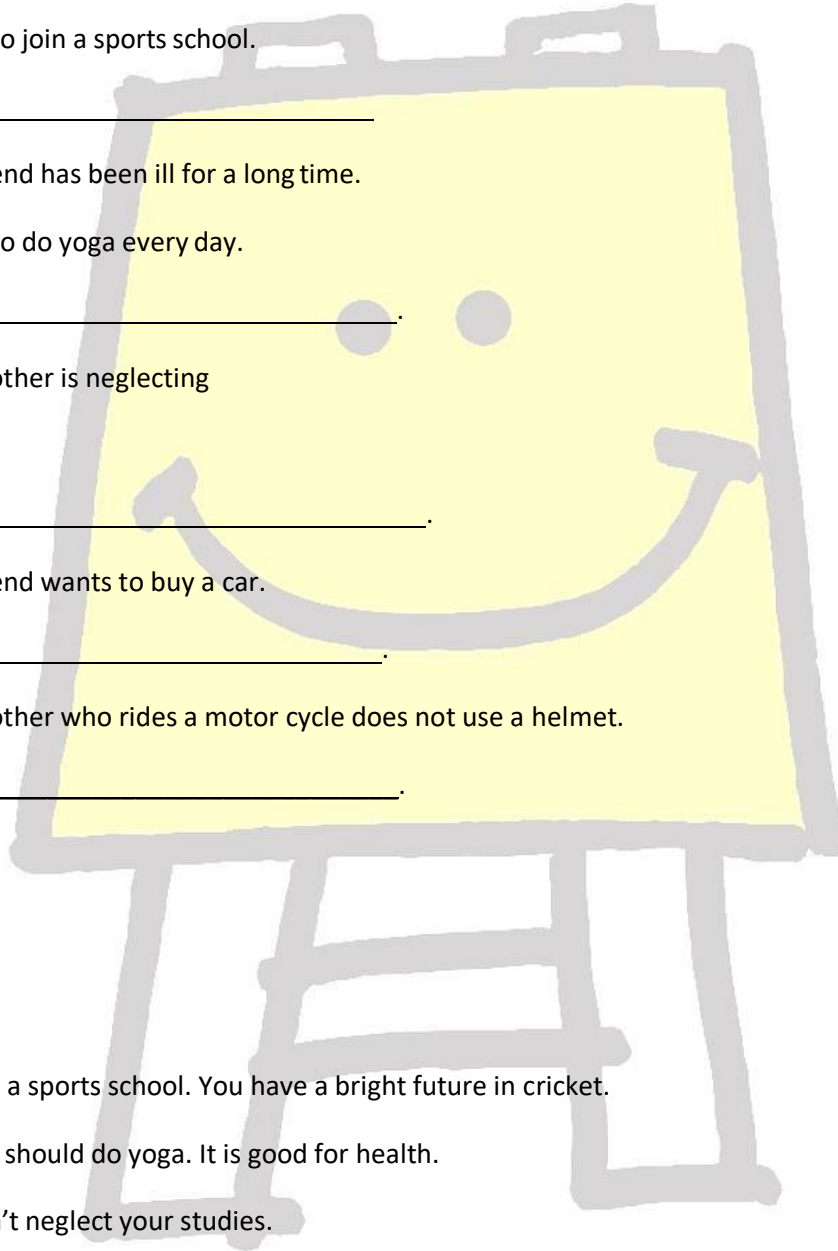 o join a sports school.
end has been ill for a long time.
o do yoga every day.
.
other is neglecting
.
end wants to buy a car.
.
other who rides a motor cycle does not use a helmet.
.
a sports school. You have a bright future in cricket.
should do yoga. It is good for health.
't neglect your studies.